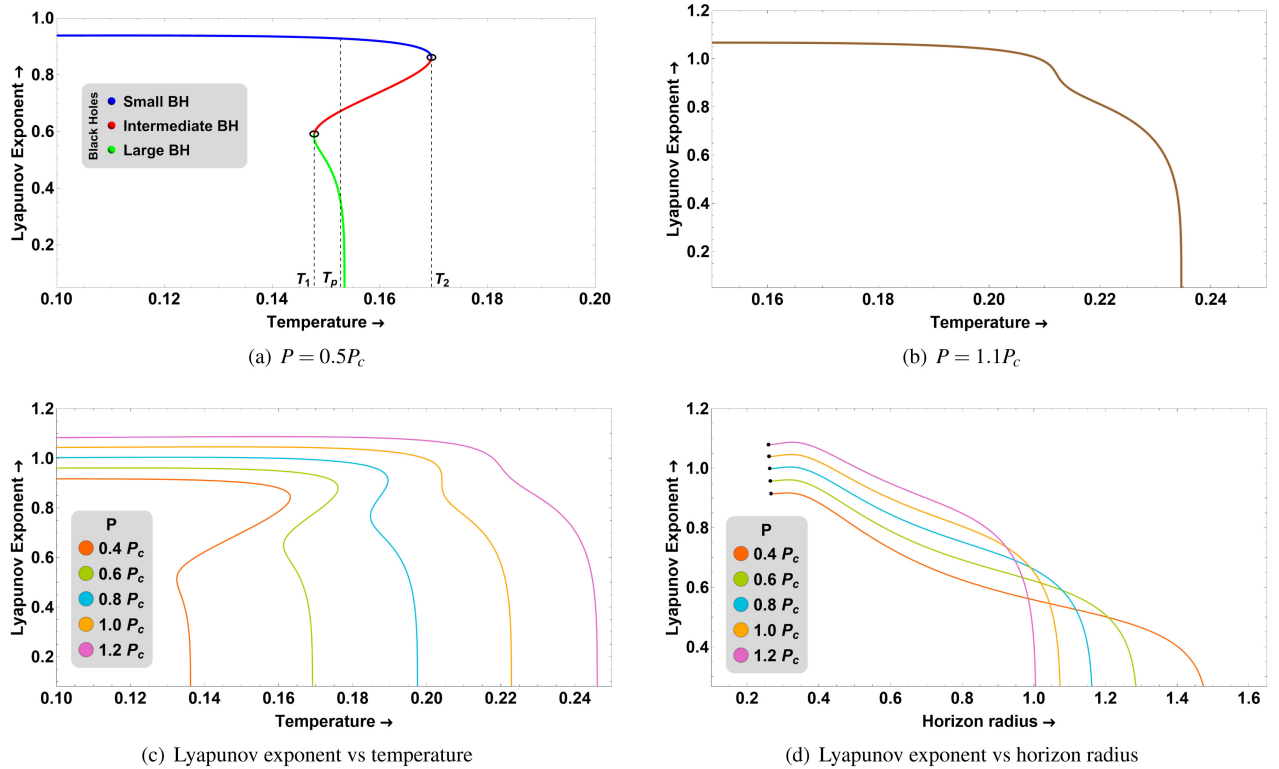 1.0
0.8
0.6
0.4
0.2
Lyapunov Exponent →
Black Holes
Small BH
Intermediate BH
Large BH
T1 Tp T2
0.10 0.12 0.14 0.16 0.18 0.20
Temperature →
(a) P = 0.5Pc
1.2
1.0
0.8
0.6
0.4
0.2
Lyapunov Exponent →
0.16 0.18 0.20 0.22 0.24
Temperature →
(b) P = 1.1Pc
1.2
1.0
0.8
0.6
0.4
0.2
Lyapunov Exponent →
P
0.4 Pc
0.6 Pc
0.8 Pc
1.0 Pc
1.2 Pc
0.10 0.12 0.14 0.16 0.18 0.20 0.22 0.24
Temperature →
(c) Lyapunov exponent vs temperature
1.2
1.0
0.8
0.6
0.4
Lyapunov Exponent →
P
0.4 Pc
0.6 Pc
0.8 Pc
1.0 Pc
1.2 Pc
0.2 0.4 0.6 0.8 1.0 1.2 1.4 1.6
Horizon radius →
(d) Lyapunov exponent vs horizon radius